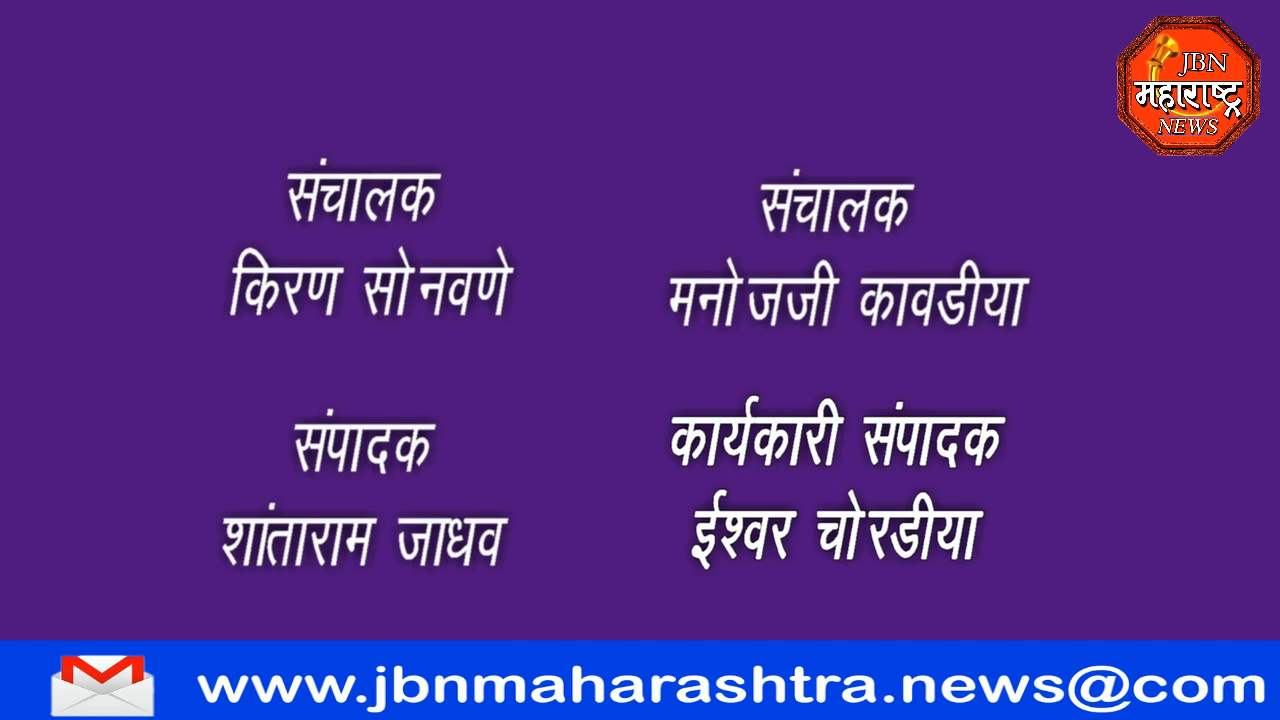 JBN
महाराष्ट्र
NEWS
संचालक
किरण सोनवणे
संचालक
मनोजजी कावडीया
संपादक
शांताराम जाधव
कार्यकारी संपादक
ईश्वर चोरडीया
www.jbnmaharashtra.news@com